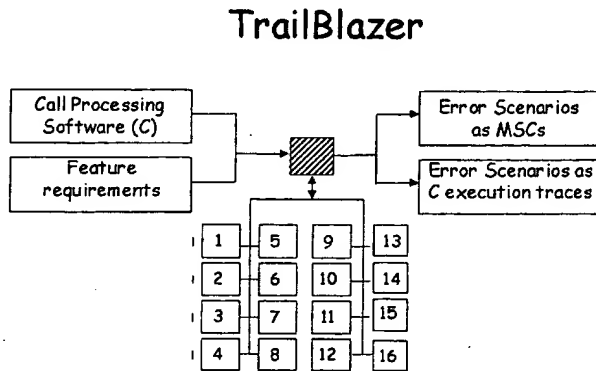 TrailBlazer
Call Processing
Software (C)
Feature
requirements
Error Scenarios
as MSCs
Error Scenarios as
C execution traces
1 5 9 13
2 6 10 14
3 7 11 15
4 8 12 16